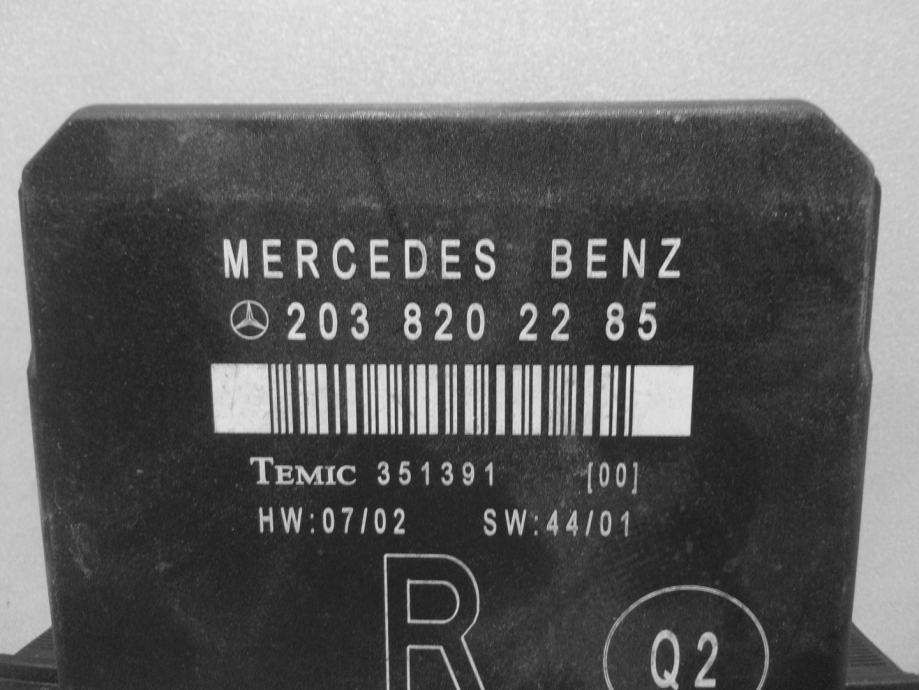 MERCEDES BENZ
203 820 22 85
TEMIC 351391 [00]
HW:07/02 SW:44/01
R
Q2